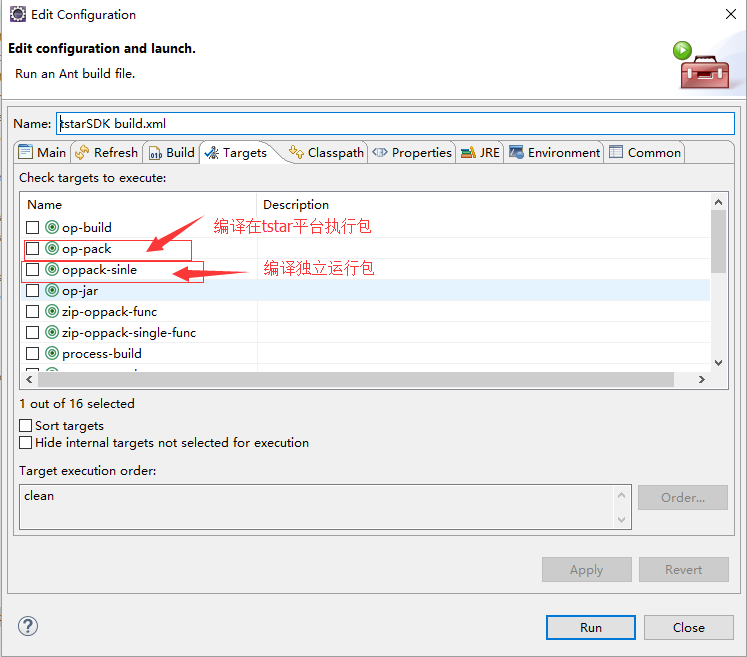 Edit Configuration
Edit configuration and launch.
Run an Ant build file.
Name: tstarSDK build.xml
Main Refresh Build Targets Classpath Properties JRE Environment Common
Check targets to execute:
Name Description
op-build
编译在tstar平台执行包
op-pack
oppack-sinle
编译独立运行包
op-jar
zip-oppack-func
zip-oppack-single-func
process-build
1 out of 16 selected
Sort targets
Hide internal targets not selected for execution
Target execution order:
clean
Order...
Apply Revert
Run Close